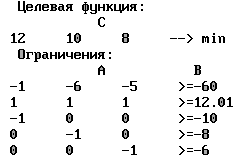 Целевая функция:
C
12 10 8 --> min
Ограничения:
A B
-1 -6 -5 >=-60
1 1 1 >=12.01
-1 0 0 >=-10
0 -1 0 >=-8
0 0 -1 >=-6